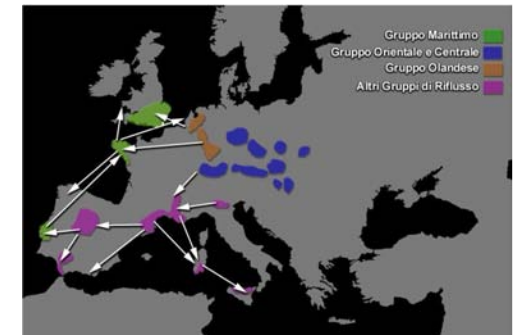 Gruppo Marittimo
Gruppo Orientale e Centrale
Gruppo Olandese
Altri Gruppi di Riflusso